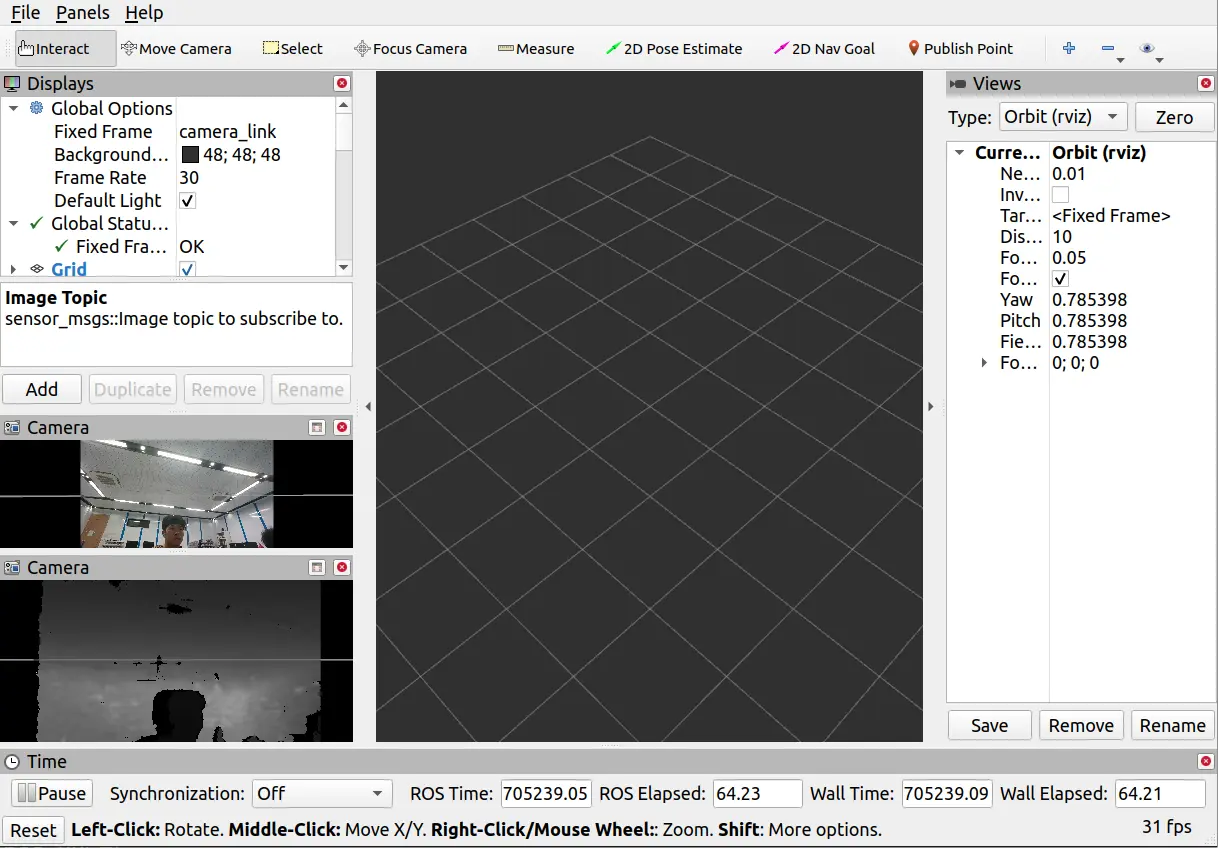 File Panels Help
Interact Move Camera Select Focus Camera Measure 2D Pose Estimate 2D Nav Goal Publish Point
Displays
Global Options
Fixed Frame camera_link
Background... 48; 48; 48
Frame Rate 30
Default Light
Global Statu...
Fixed Fra... OK
Grid
Image Topic
sensor_msgs::Image topic to subscribe to.
Add Duplicate Remove Rename
Camera
Camera
Views
Type: Orbit (rviz) Zero
Curre... Orbit (rviz)
Ne... 0.01
Inv...
Tar... <Fixed Frame>
Dis... 10
Fo... 0.05
Fo...
Yaw 0.785398
Pitch 0.785398
Fie... 0.785398
Fo... 0; 0; 0
Save Remove Rename
Time
Pause Synchronization: Off ROS Time: 705239.05 ROS Elapsed: 64.23 Wall Time: 705239.09 Wall Elapsed: 64.21
Reset Left-Click: Rotate. Middle-Click: Move X/Y. Right-Click/Mouse Wheel:: Zoom. Shift: More options. 31 fps